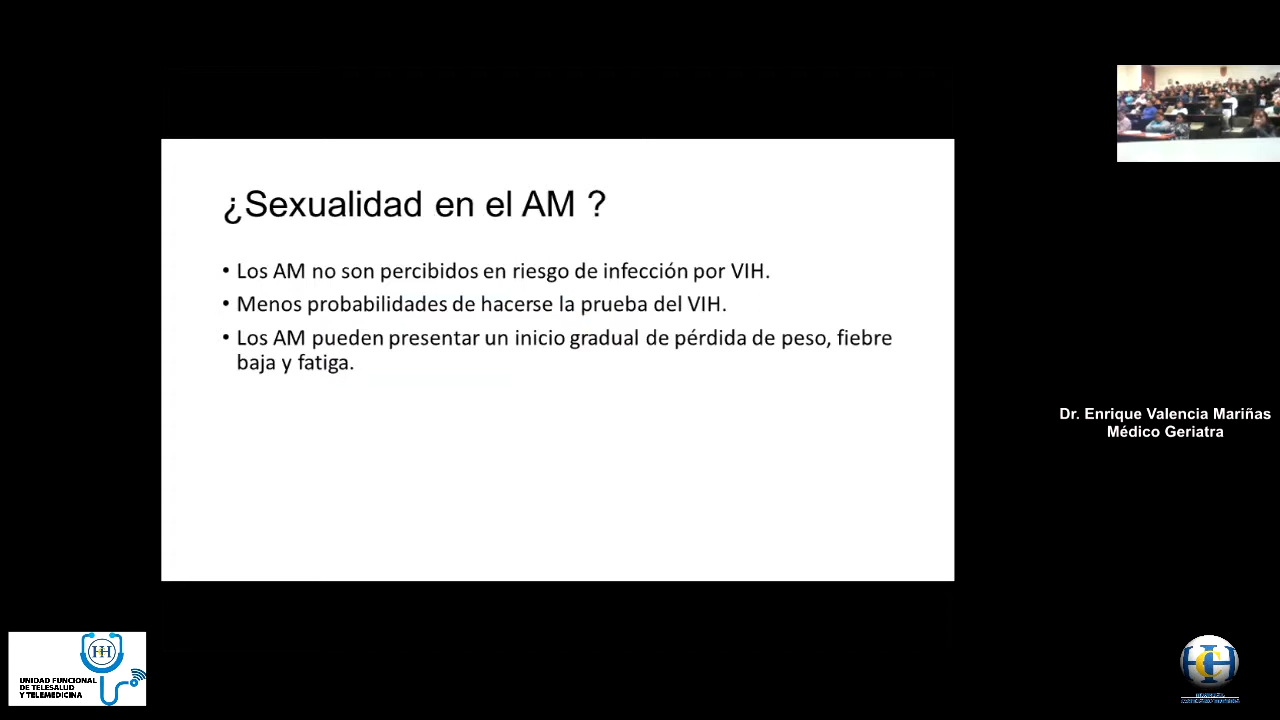 ¿Sexualidad en el AM ?
• Los AM no son percibidos en riesgo de infección por VIH.
• Menos probabilidades de hacerse la prueba del VIH.
• Los AM pueden presentar un inicio gradual de pérdida de peso, fiebre
baja y fatiga.
Dr. Enrique Valencia Mariñas
Médico Geriatra
UNIDAD FUNCIONAL
DE TELESALUD
Y TELEMEDICINA